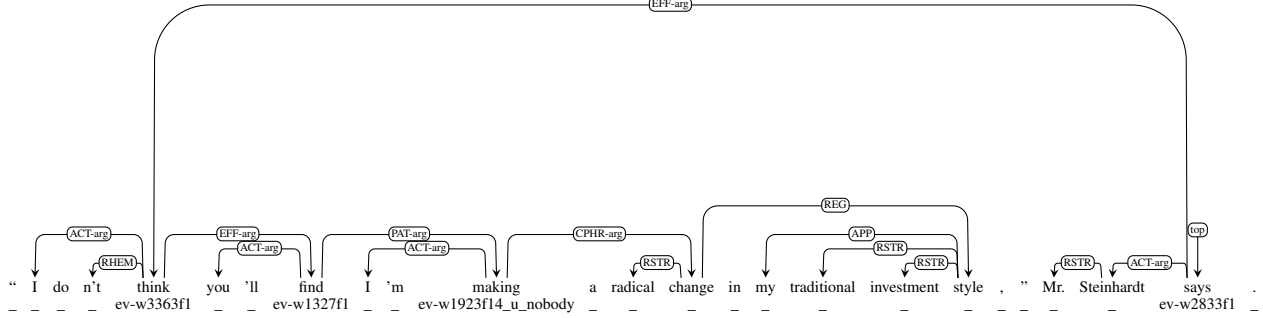 EFF-arg
REG
top
ACT-arg EFF-arg PAT-arg CPHR-arg APP
ACT-arg ACT-arg RSTR
RHEM RSTR RSTR RSTR ACT-arg
“ I do n't think you 'll find I 'm making a radical change in my traditional investment style , ” Mr. Steinhardt says .
_ _ _ _ ev-w3363f1 _ _ ev-w1327f1 _ _ ev-w1923f14_u_nobody _ _ _ _ _ _ _ _ _ _ _ _ ev-w2833f1 _